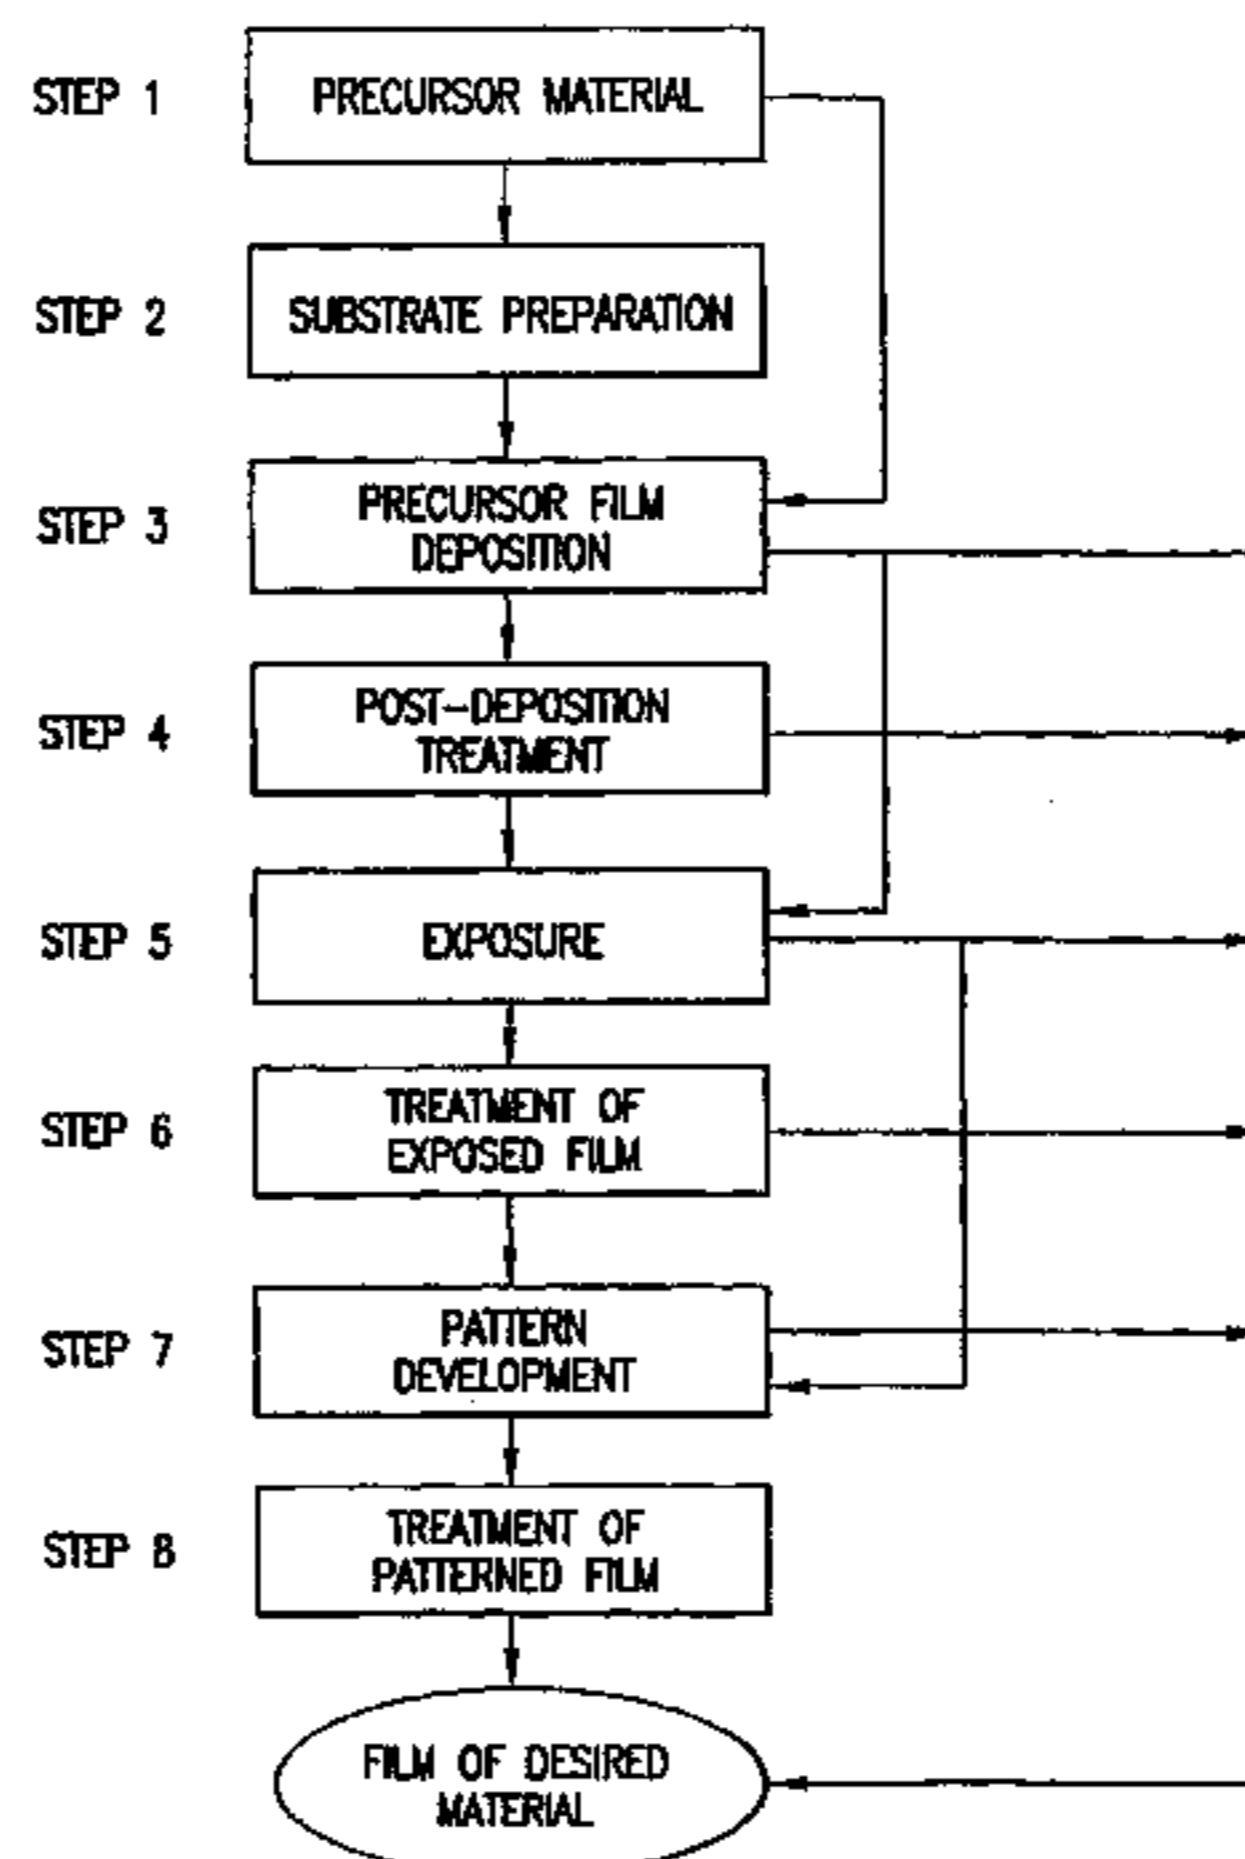 STEP 1
PRECURSOR MATERIAL
STEP 2
SUBSTRATE PREPARATION
STEP 3
PRECURSOR FILM
DEPOSITION
STEP 4
POST-DEPOSITION
TREATMENT
STEP 5
EXPOSURE
STEP 6
TREATMENT OF
EXPOSED FILM
STEP 7
PATTERN
DEVELOPMENT
STEP 8
TREATMENT OF
PATTERNED FILM
FILM OF DESIRED
MATERIAL